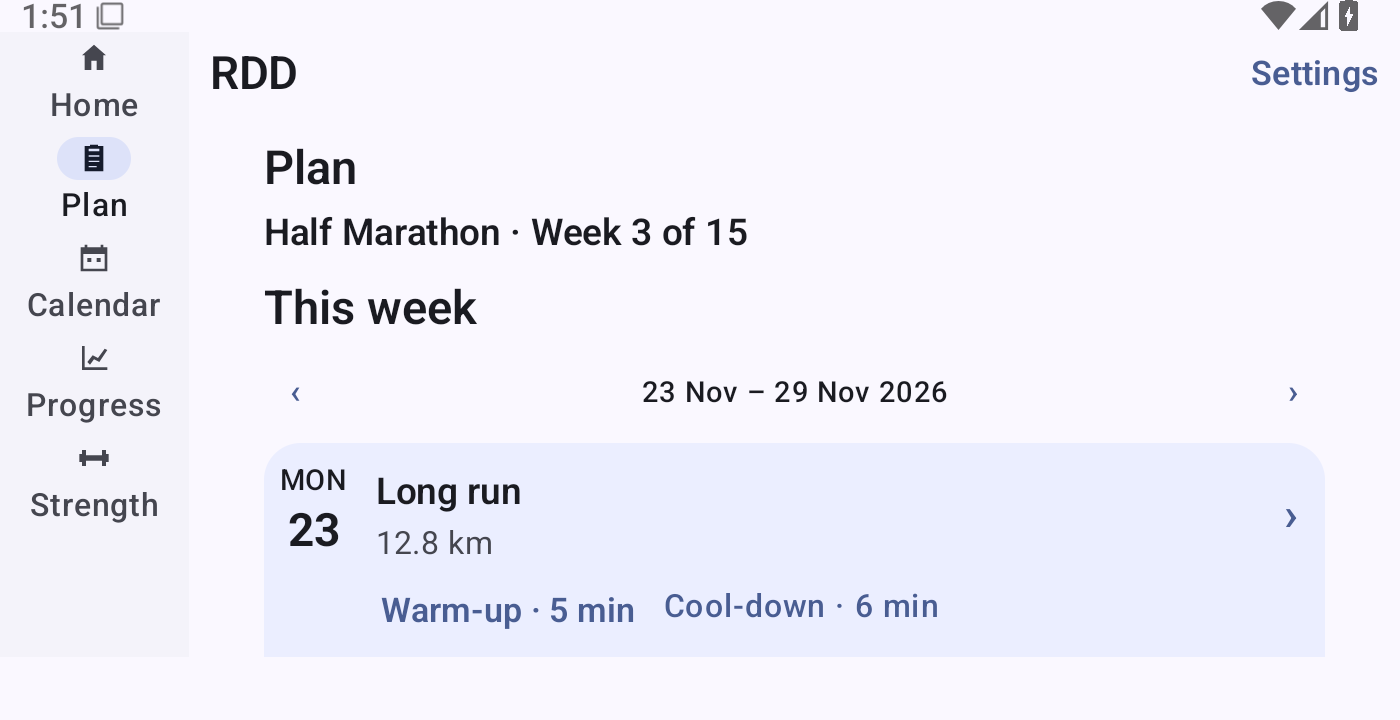 1:51
Home
Plan
Calendar
Progress
Strength
RDD
Settings
Plan
Half Marathon · Week 3 of 15
This week
‹ 23 Nov – 29 Nov 2026 ›
MON
23
Long run
12.8 km
›
Warm-up · 5 min Cool-down · 6 min